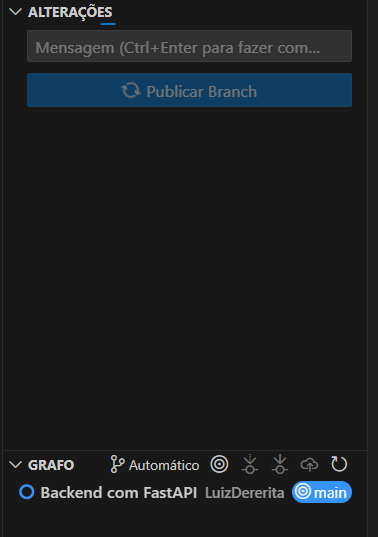 ALTERAÇÕES
Mensagem (Ctrl+Enter para fazer com...
Publicar Branch
GRAFO Automático
Backend com FastAPI LuizDererita main